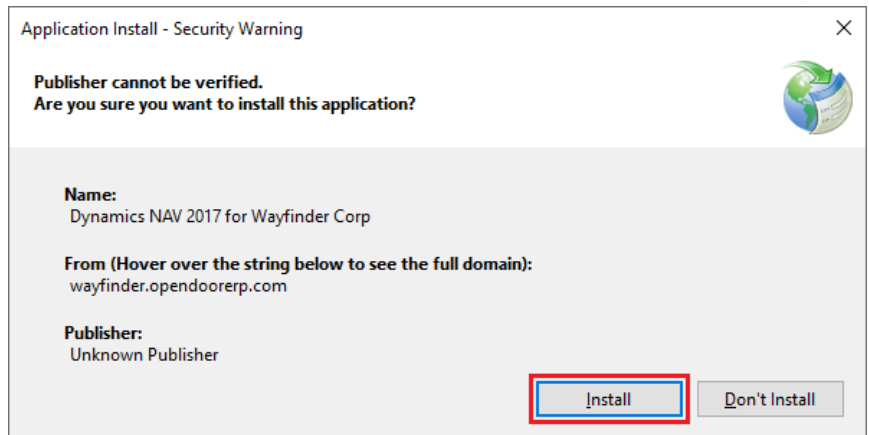 Application Install - Security Warning
Publisher cannot be verified.
Are you sure you want to install this application?
Name:
Dynamics NAV 2017 for Wayfinder Corp
From (Hover over the string below to see the full domain):
wayfinder.opendoorerp.com
Publisher:
Unknown Publisher
Install Don't Install